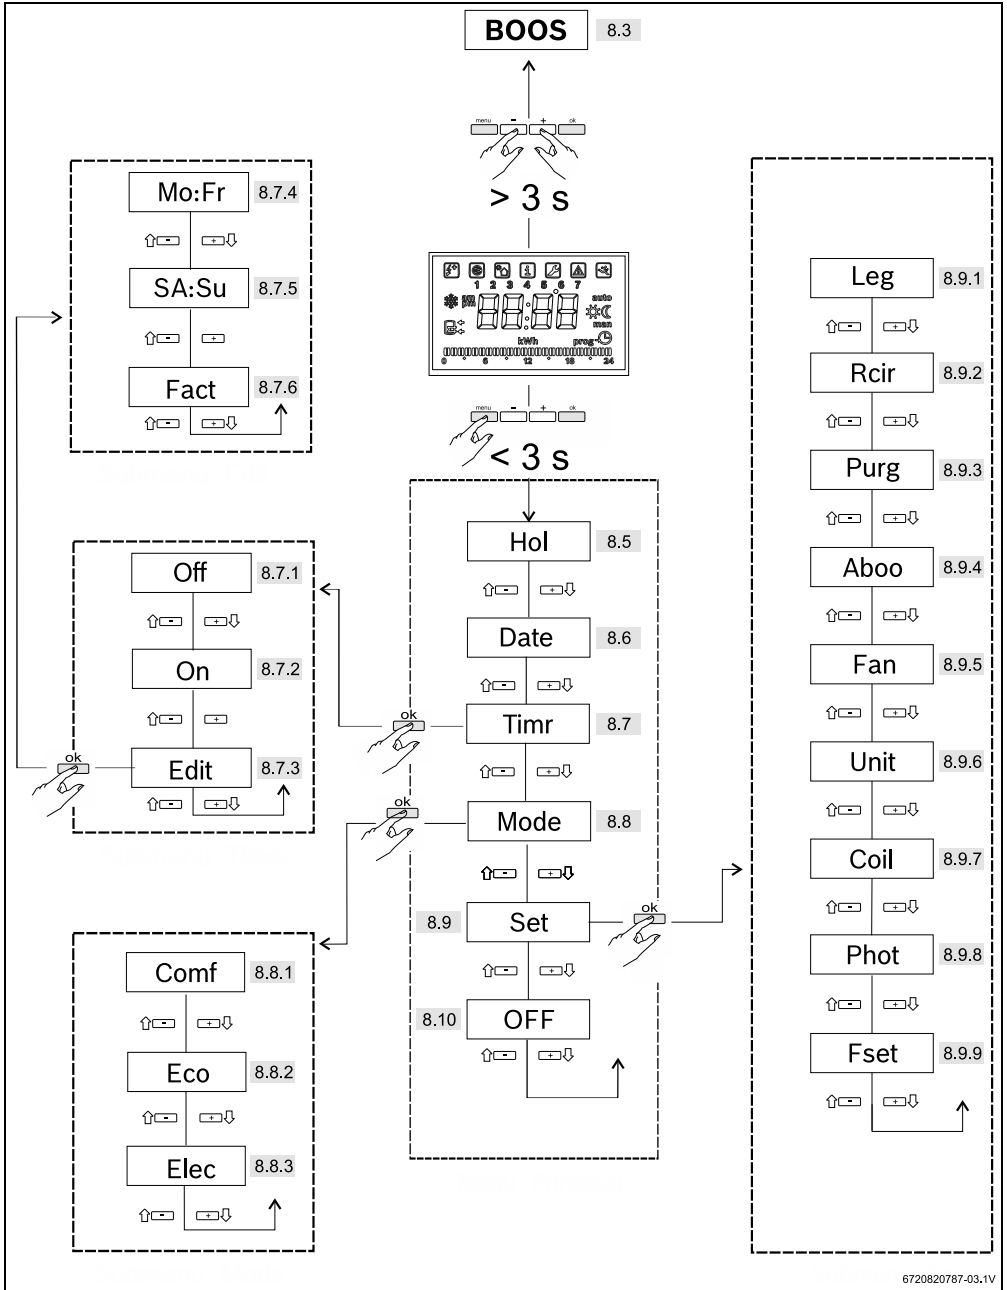 BOOS 8.3
menu - + ok
> 3 s
1 2 3 4 5 6 7
am
pm
88:88
auto
man
kWh
prog
0 6 12 18 24
menu - + ok
< 3 s
Mo:Fr 8.7.4
- +
SA:Su 8.7.5
- +
Fact 8.7.6
- +
Off 8.7.1
- +
On 8.7.2
- +
Edit 8.7.3
- +
ok
Hol 8.5
- +
Date 8.6
- +
Timr 8.7
ok
- +
Mode 8.8
ok
- +
8.9 Set
ok
- +
8.10 OFF
- +
Comf 8.8.1
- +
Eco 8.8.2
- +
Elec 8.8.3
- +
Leg 8.9.1
- +
Rcir 8.9.2
- +
Purg 8.9.3
- +
Aboo 8.9.4
- +
Fan 8.9.5
- +
Unit 8.9.6
- +
Coil 8.9.7
- +
Phot 8.9.8
- +
Fset 8.9.9
- +
6720820787-03.1V